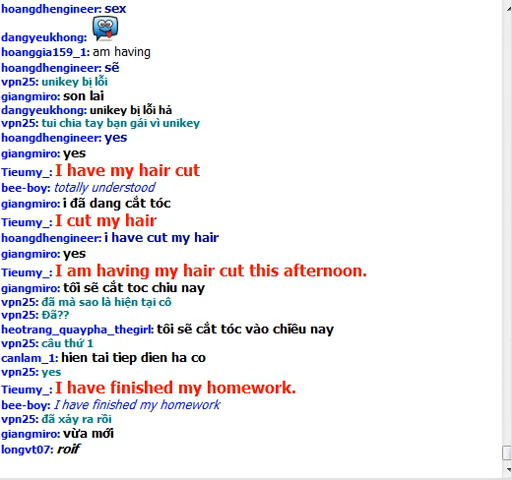 hoangdhengineer: sex
dangyeukhong:
hoanggia159_1: am having
hoangdhengineer: sẽ
vpn25: unikey bị lỗi
giangmiro: son lai
dangyeukhong: unikey bị lỗi hả
vpn25: tui chia tay bạn gái vì unikey
hoangdhengineer: yes
giangmiro: yes
Tieumy_: I have my hair cut
bee-boy: totally understood
giangmiro: i đã dang cắt tóc
Tieumy_: I cut my hair
hoangdhengineer: i have cut my hair
giangmiro: yes
Tieumy_: I am having my hair cut this afternoon.
giangmiro: tôi sẽ cắt toc chiu nay
vpn25: đã mà sao là hiện tại cô
vpn25: Đã??
heotrang_quaypha_thegirl: tôi sẽ cắt tóc vào chiêu nay
vpn25: câu thứ 1
canlam_1: hien tai tiep dien ha co
vpn25: yes
Tieumy_: I have finished my homework.
bee-boy: I have finished my homework
vpn25: đã xảy ra rồi
giangmiro: vừa mới
longvt07: roif